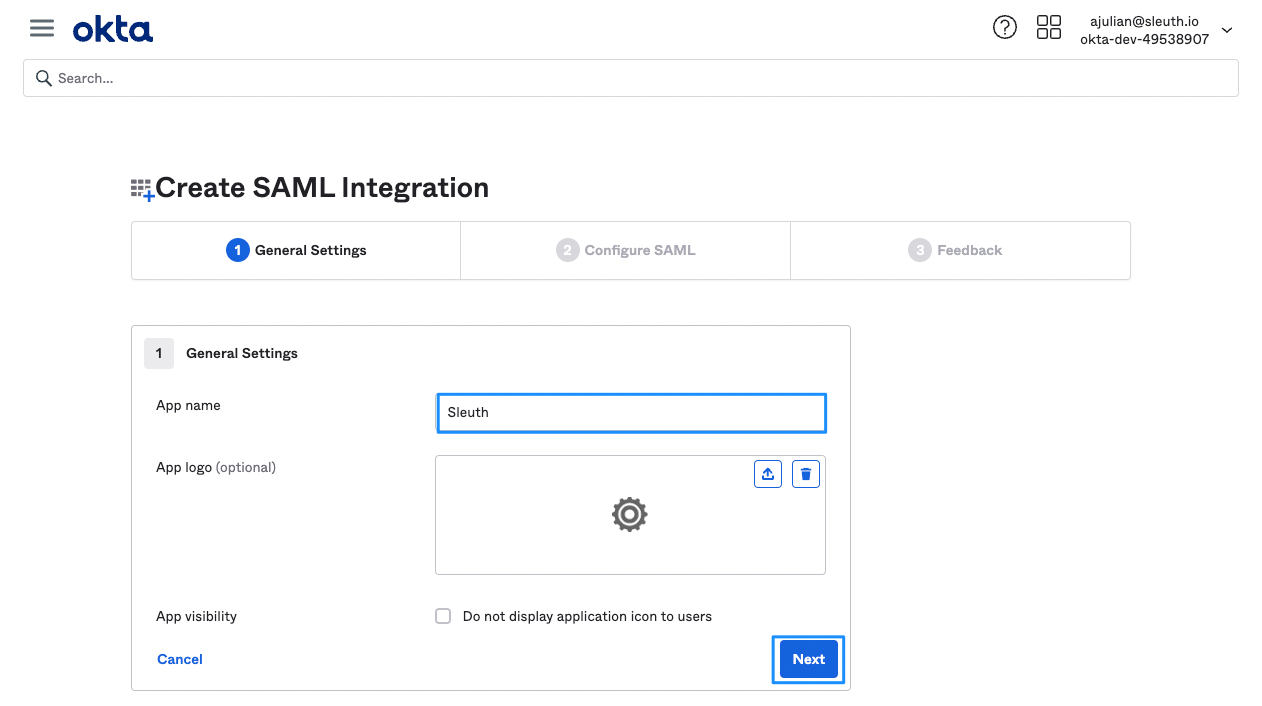 okta
ajulian@sleuth.io
okta-dev-49538907
Search...
Create SAML Integration
1 General Settings
2 Configure SAML
3 Feedback
1 General Settings
App name
Sleuth
App logo (optional)
App visibility
Do not display application icon to users
Cancel
Next